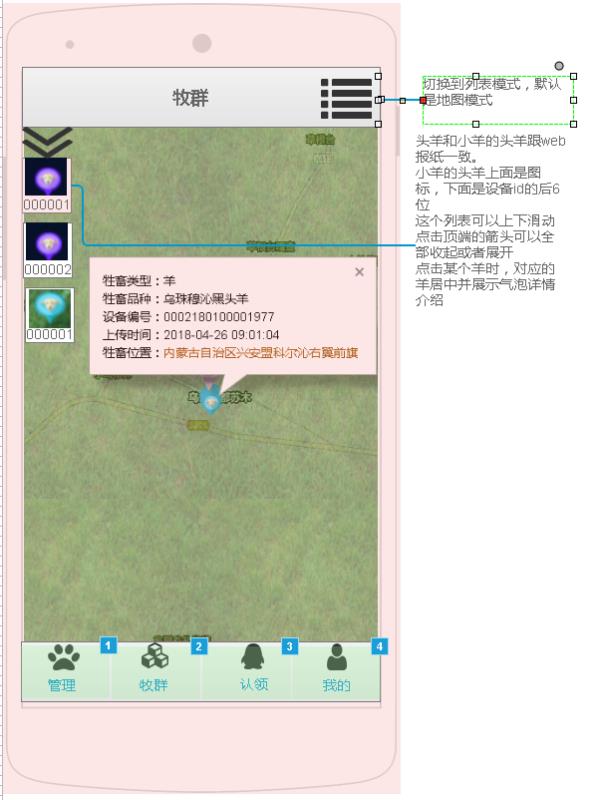 牧群
切换到列表模式，默认
是地图模式
头羊和小羊的头羊跟web
报纸一致。
小羊的头羊上面是图
标，下面是设备id的后6
位
这个列表可以上下滑动
点击顶端的箭头可以全
部收起或者展开
点击某个羊时，对应的
羊居中并展示气泡详情
介绍
000001
000002
000001
牲畜类型：羊
牲畜品种：乌珠穆沁黑头羊
设备编号：0002180100001977
上传时间：2018-04-26 09:01:04
牲畜位置：内蒙古自治区兴安盟科尔沁右翼前旗
×
1
2
3
4
管理
牧群
认领
我的